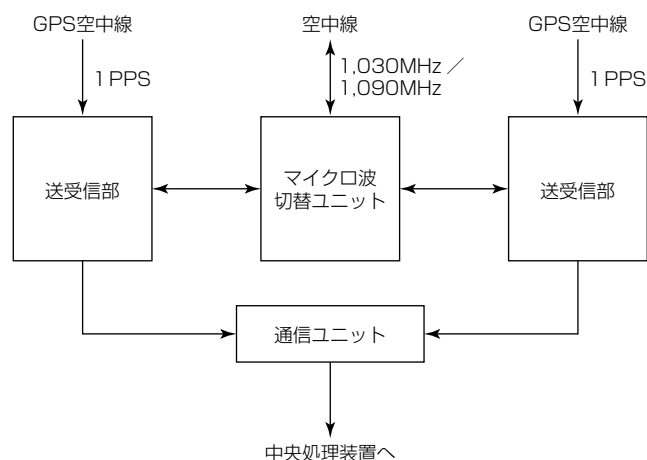 GPS空中線
空中線
GPS空中線
1PPS
1,030MHz／
1,090MHz
1PPS
送受信部
マイクロ波
切替ユニット
送受信部
通信ユニット
中央処理装置へ